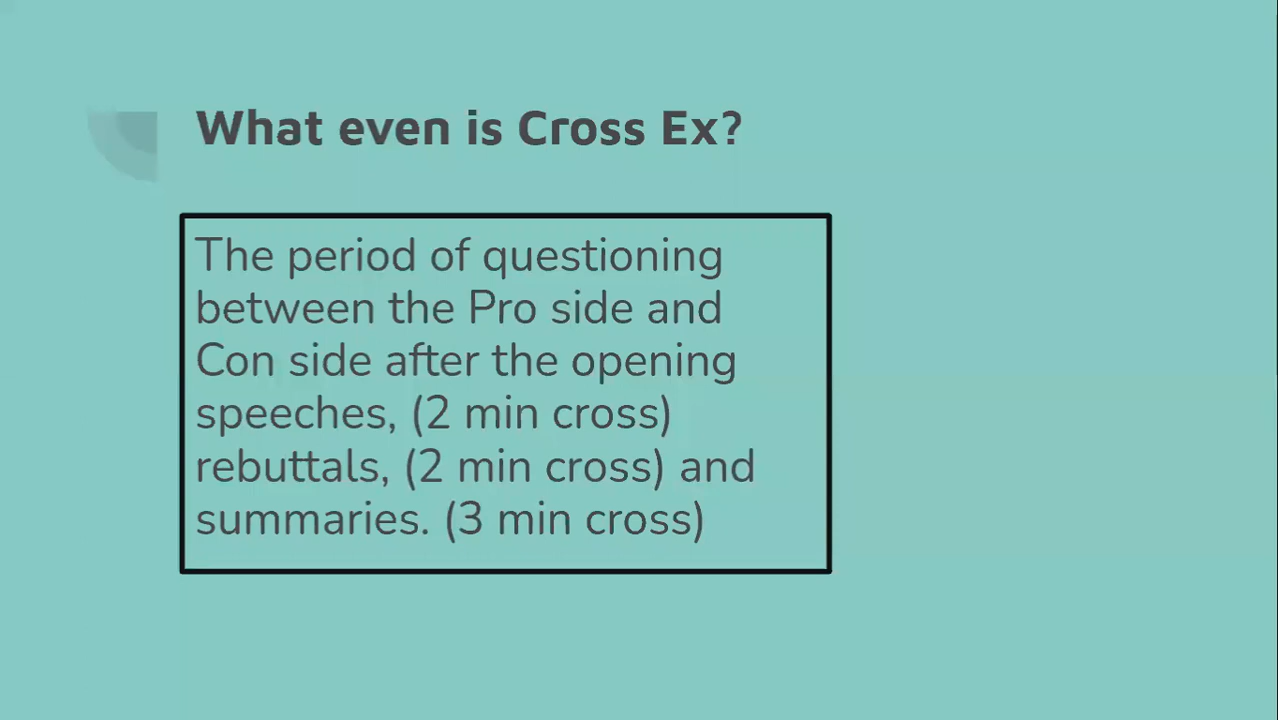 What even is Cross Ex?
The period of questioning
between the Pro side and
Con side after the opening
speeches, (2 min cross)
rebuttals, (2 min cross) and
summaries. (3 min cross)